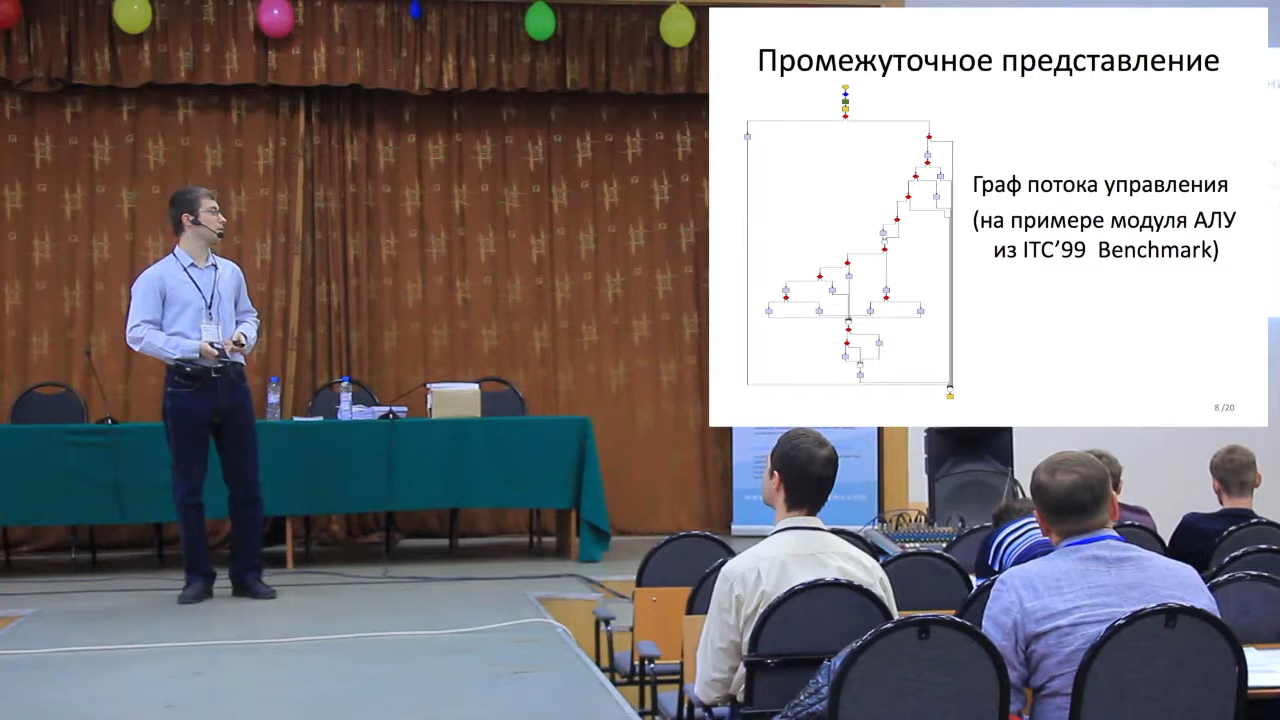 Промежуточное представление
Граф потока управления
(на примере модуля АЛУ
из ITC’99 Benchmark)
8 /20